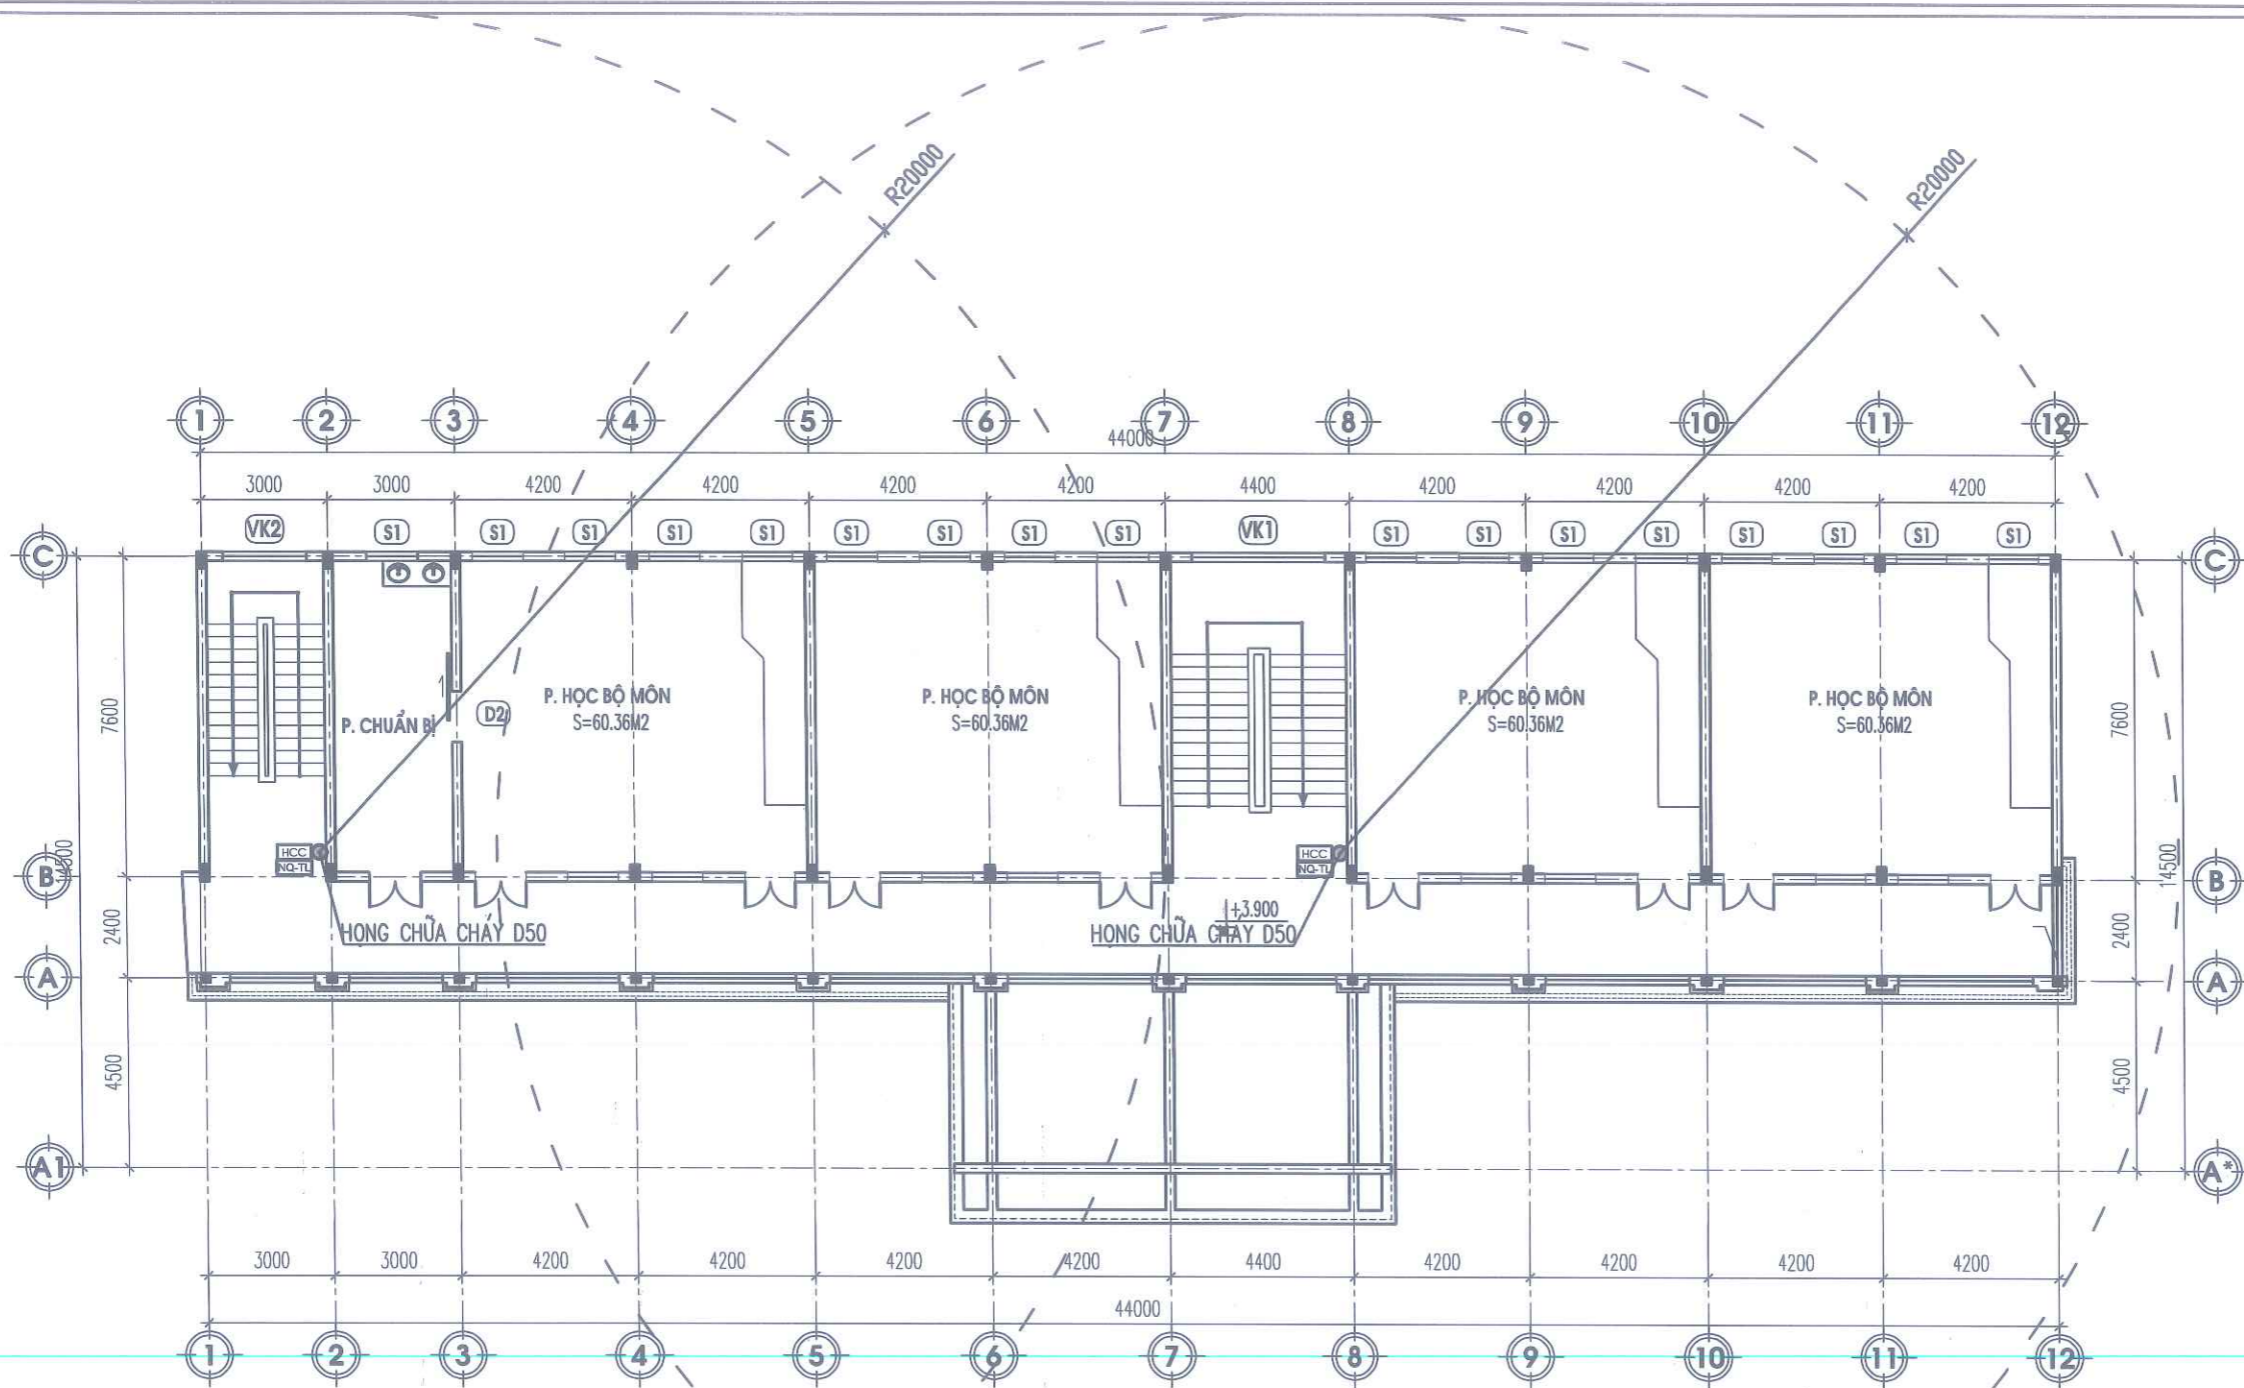 R20000
R20000
1 2 3 4 5 6 7 8 9 10 11 12
44000
3000 3000 4200 4200 4200 4200 4400 4200 4200 4200 4200
VK2 S1 S1 S1 S1 S1 S1 S1 S1 S1 VK1 S1 S1 S1 S1 S1 S1 S1 S1
C C
7600 7600
P. CHUẨN BỊ
D2
P. HỌC BỘ MÔN
S=60.36M2
P. HỌC BỘ MÔN
S=60.36M2
P. HỌC BỘ MÔN
S=60.36M2
P. HỌC BỘ MÔN
S=60.36M2
HCC
NQ-TL
HCC
NQ-TL
14500 14500
B B
2400 2400
+3.900
HỌNG CHỮA CHÁY D50
HỌNG CHỮA CHÁY D50
A A
4500 4500
A1 A*
3000 3000 4200 4200 4200 4200 4400 4200 4200 4200 4200
44000
1 2 3 4 5 6 7 8 9 10 11 12